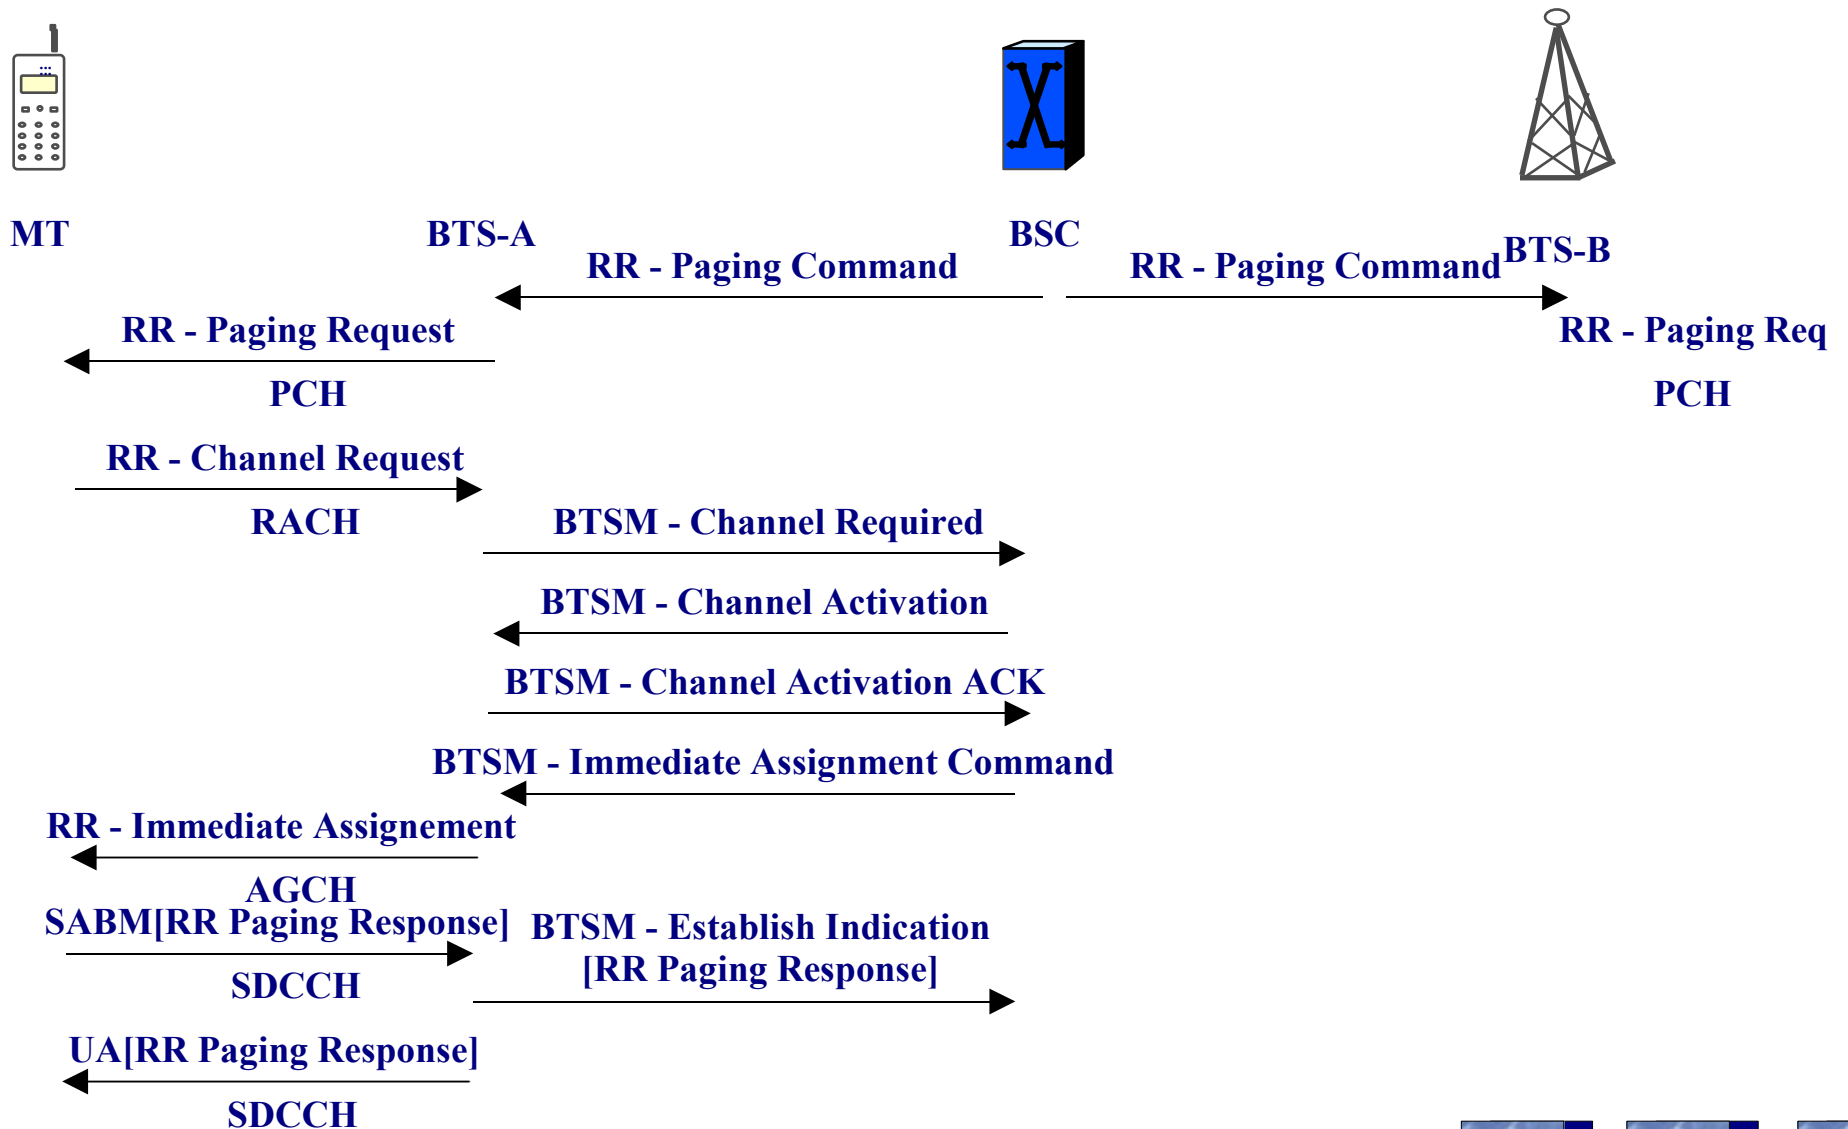 MT
BTS-A
BSC
BTS-B
RR - Paging Command
RR - Paging Command
RR - Paging Request
RR - Paging Req
PCH
PCH
RR - Channel Request
RACH
BTSM - Channel Required
BTSM - Channel Activation
BTSM - Channel Activation ACK
BTSM - Immediate Assignment Command
RR - Immediate Assignement
AGCH
SABM[RR Paging Response]
BTSM - Establish Indication
[RR Paging Response]
SDCCH
UA[RR Paging Response]
SDCCH